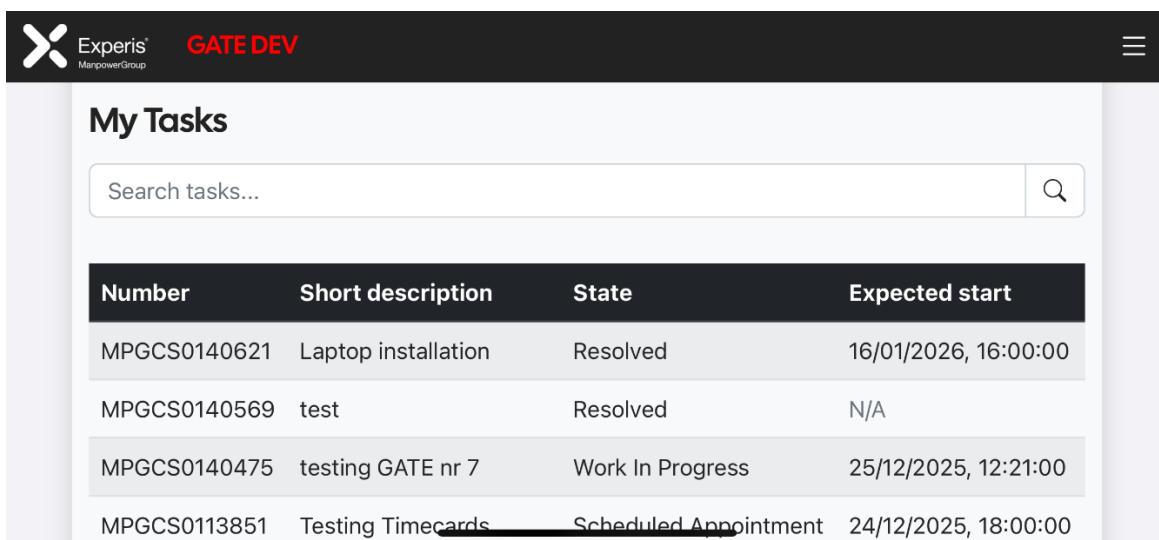 Experis
ManpowerGroup
GATE DEV
My Tasks
Search tasks...
Number Short description State Expected start
MPGCS0140621 Laptop installation Resolved 16/01/2026, 16:00:00
MPGCS0140569 test Resolved N/A
MPGCS0140475 testing GATE nr 7 Work In Progress 25/12/2025, 12:21:00
MPGCS0113851 Testing Timecards Scheduled Appointment 24/12/2025, 18:00:00